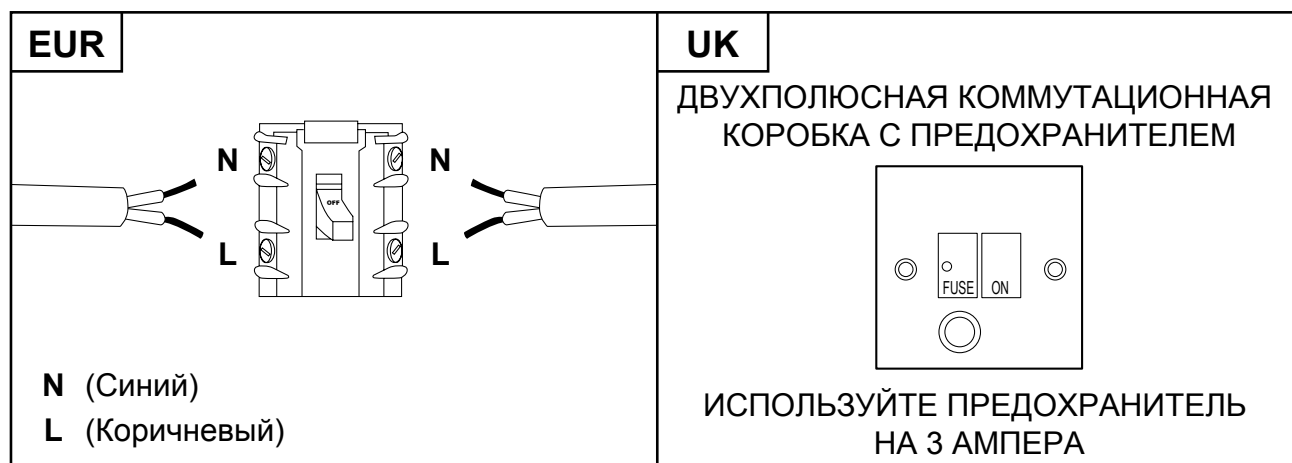 EUR
N
N
OFF
L
L
N (Синий)
L (Коричневый)
UK
ДВУХПОЛЮСНАЯ КОММУТАЦИОННАЯ
КОРОБКА С ПРЕДОХРАНИТЕЛЕМ
FUSE ON
ИСПОЛЬЗУЙТЕ ПРЕДОХРАНИТЕЛЬ
НА 3 АМПЕРА